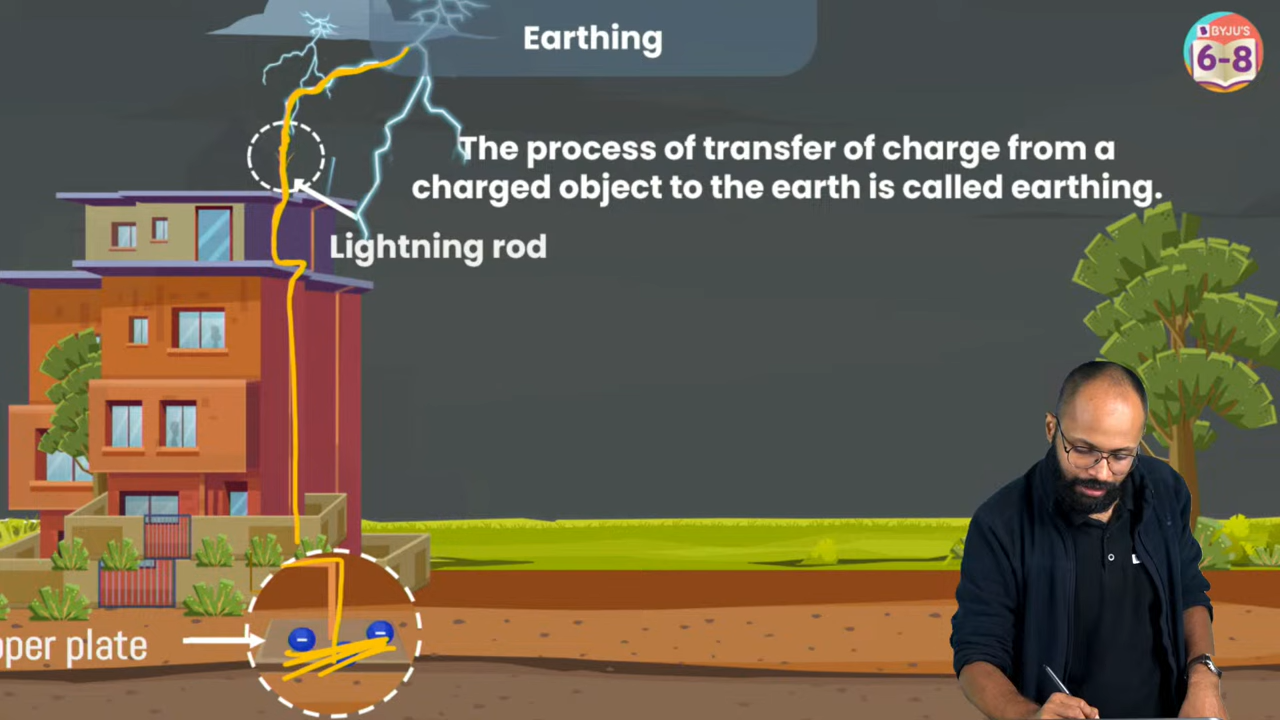 Earthing
BYJU'S
6-8
The process of transfer of charge from a
charged object to the earth is called earthing.
Lightning rod
pper plate